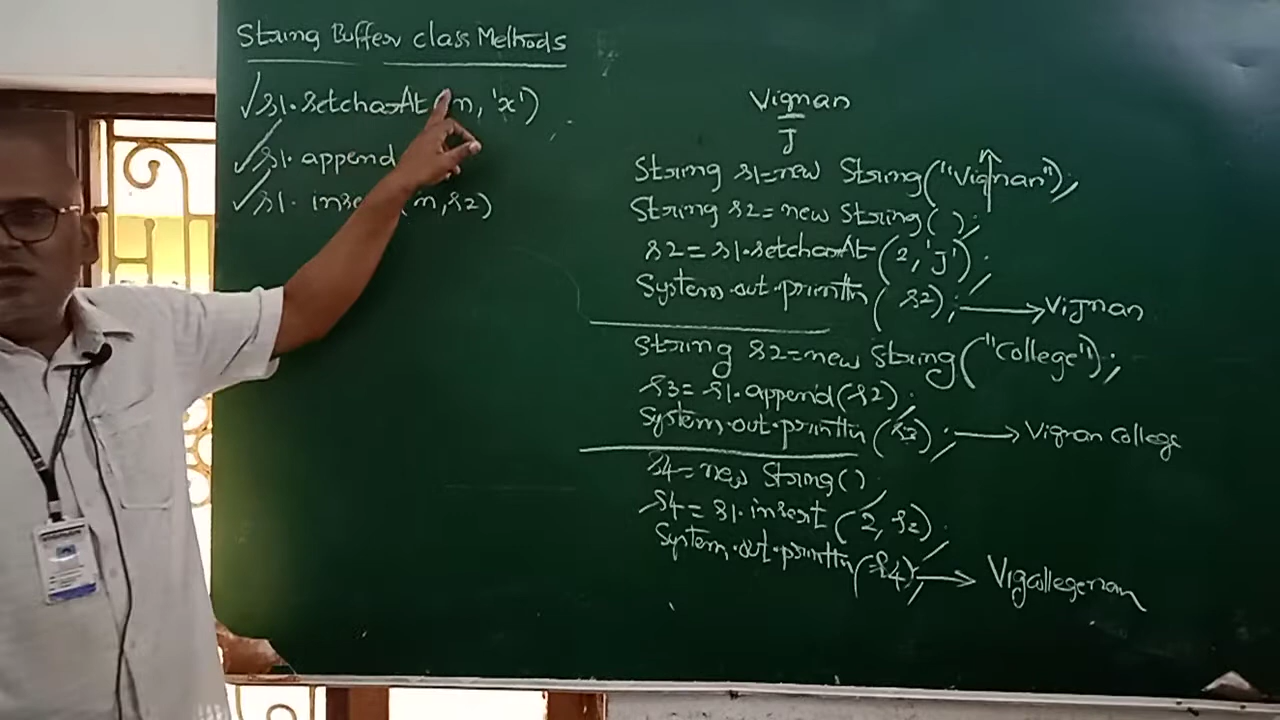 String Buffer class Methods
✓s1.setcharAt(n, 'x')
✓s1.append
✓s1. insert(n,s2)
Vignan
J
String s1=new String("Vignan");
String s2=new String( );
s2=s1.setcharAt(2,'J');
System.out.println(s2); → ViJnan
String s2=new String("College");
s3=s1.append(s2);
System.out.println(s3); → Vignan College
s4=new String()
s4=s1.insert(2,s2);
System.out.println(s4); → Vigcollegenan